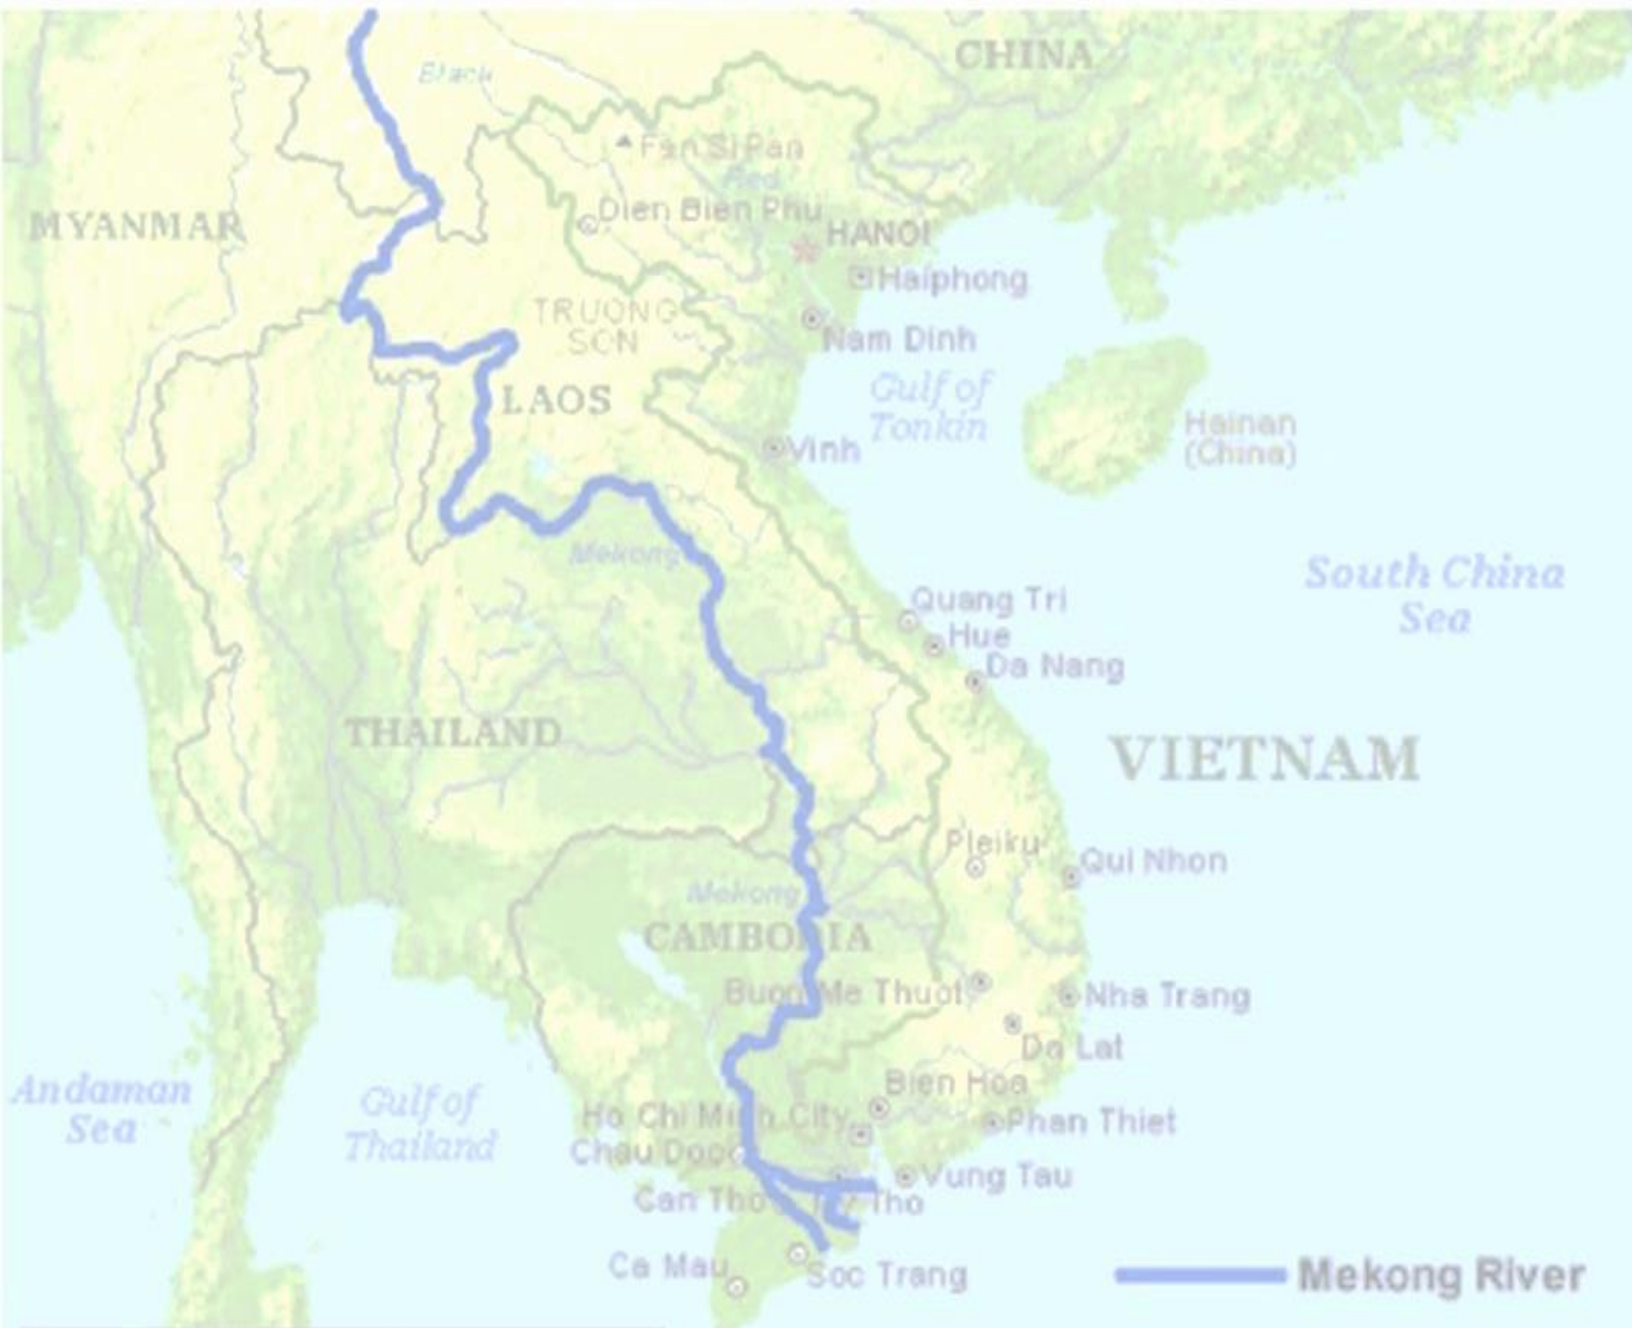 CHINA
Black
Fan Si Pan
Red
Dien Bien Phu
MYANMAR
HANOI
Haiphong
TRUONG
SON
Nam Dinh
LAOS
Gulf of
Tonkin
Hainan
(China)
Vinh
Mekong
South China
Sea
Quang Tri
Hue
Da Nang
THAILAND
VIETNAM
Pleiku
Qui Nhon
Mekong
CAMBODIA
Buon Me Thuot
Nha Trang
Da Lat
Andaman
Sea
Gulf of
Thailand
Bien Hoa
Ho Chi Minh City
Phan Thiet
Chau Doc
Vung Tau
Can Tho
My Tho
Ca Mau
Soc Trang
Mekong River